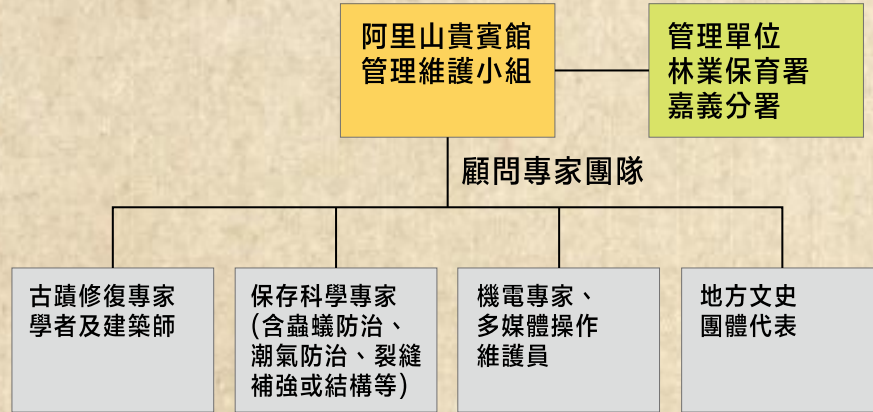 阿里山貴賓館
管理維護小組
管理單位
林業保育署
嘉義分署
顧問專家團隊
古蹟修復專家
學者及建築師
保存科學專家
(含蟲蟻防治、
潮氣防治、裂縫
補強或結構等)
機電專家、
多媒體操作
維護員
地方文史
團體代表